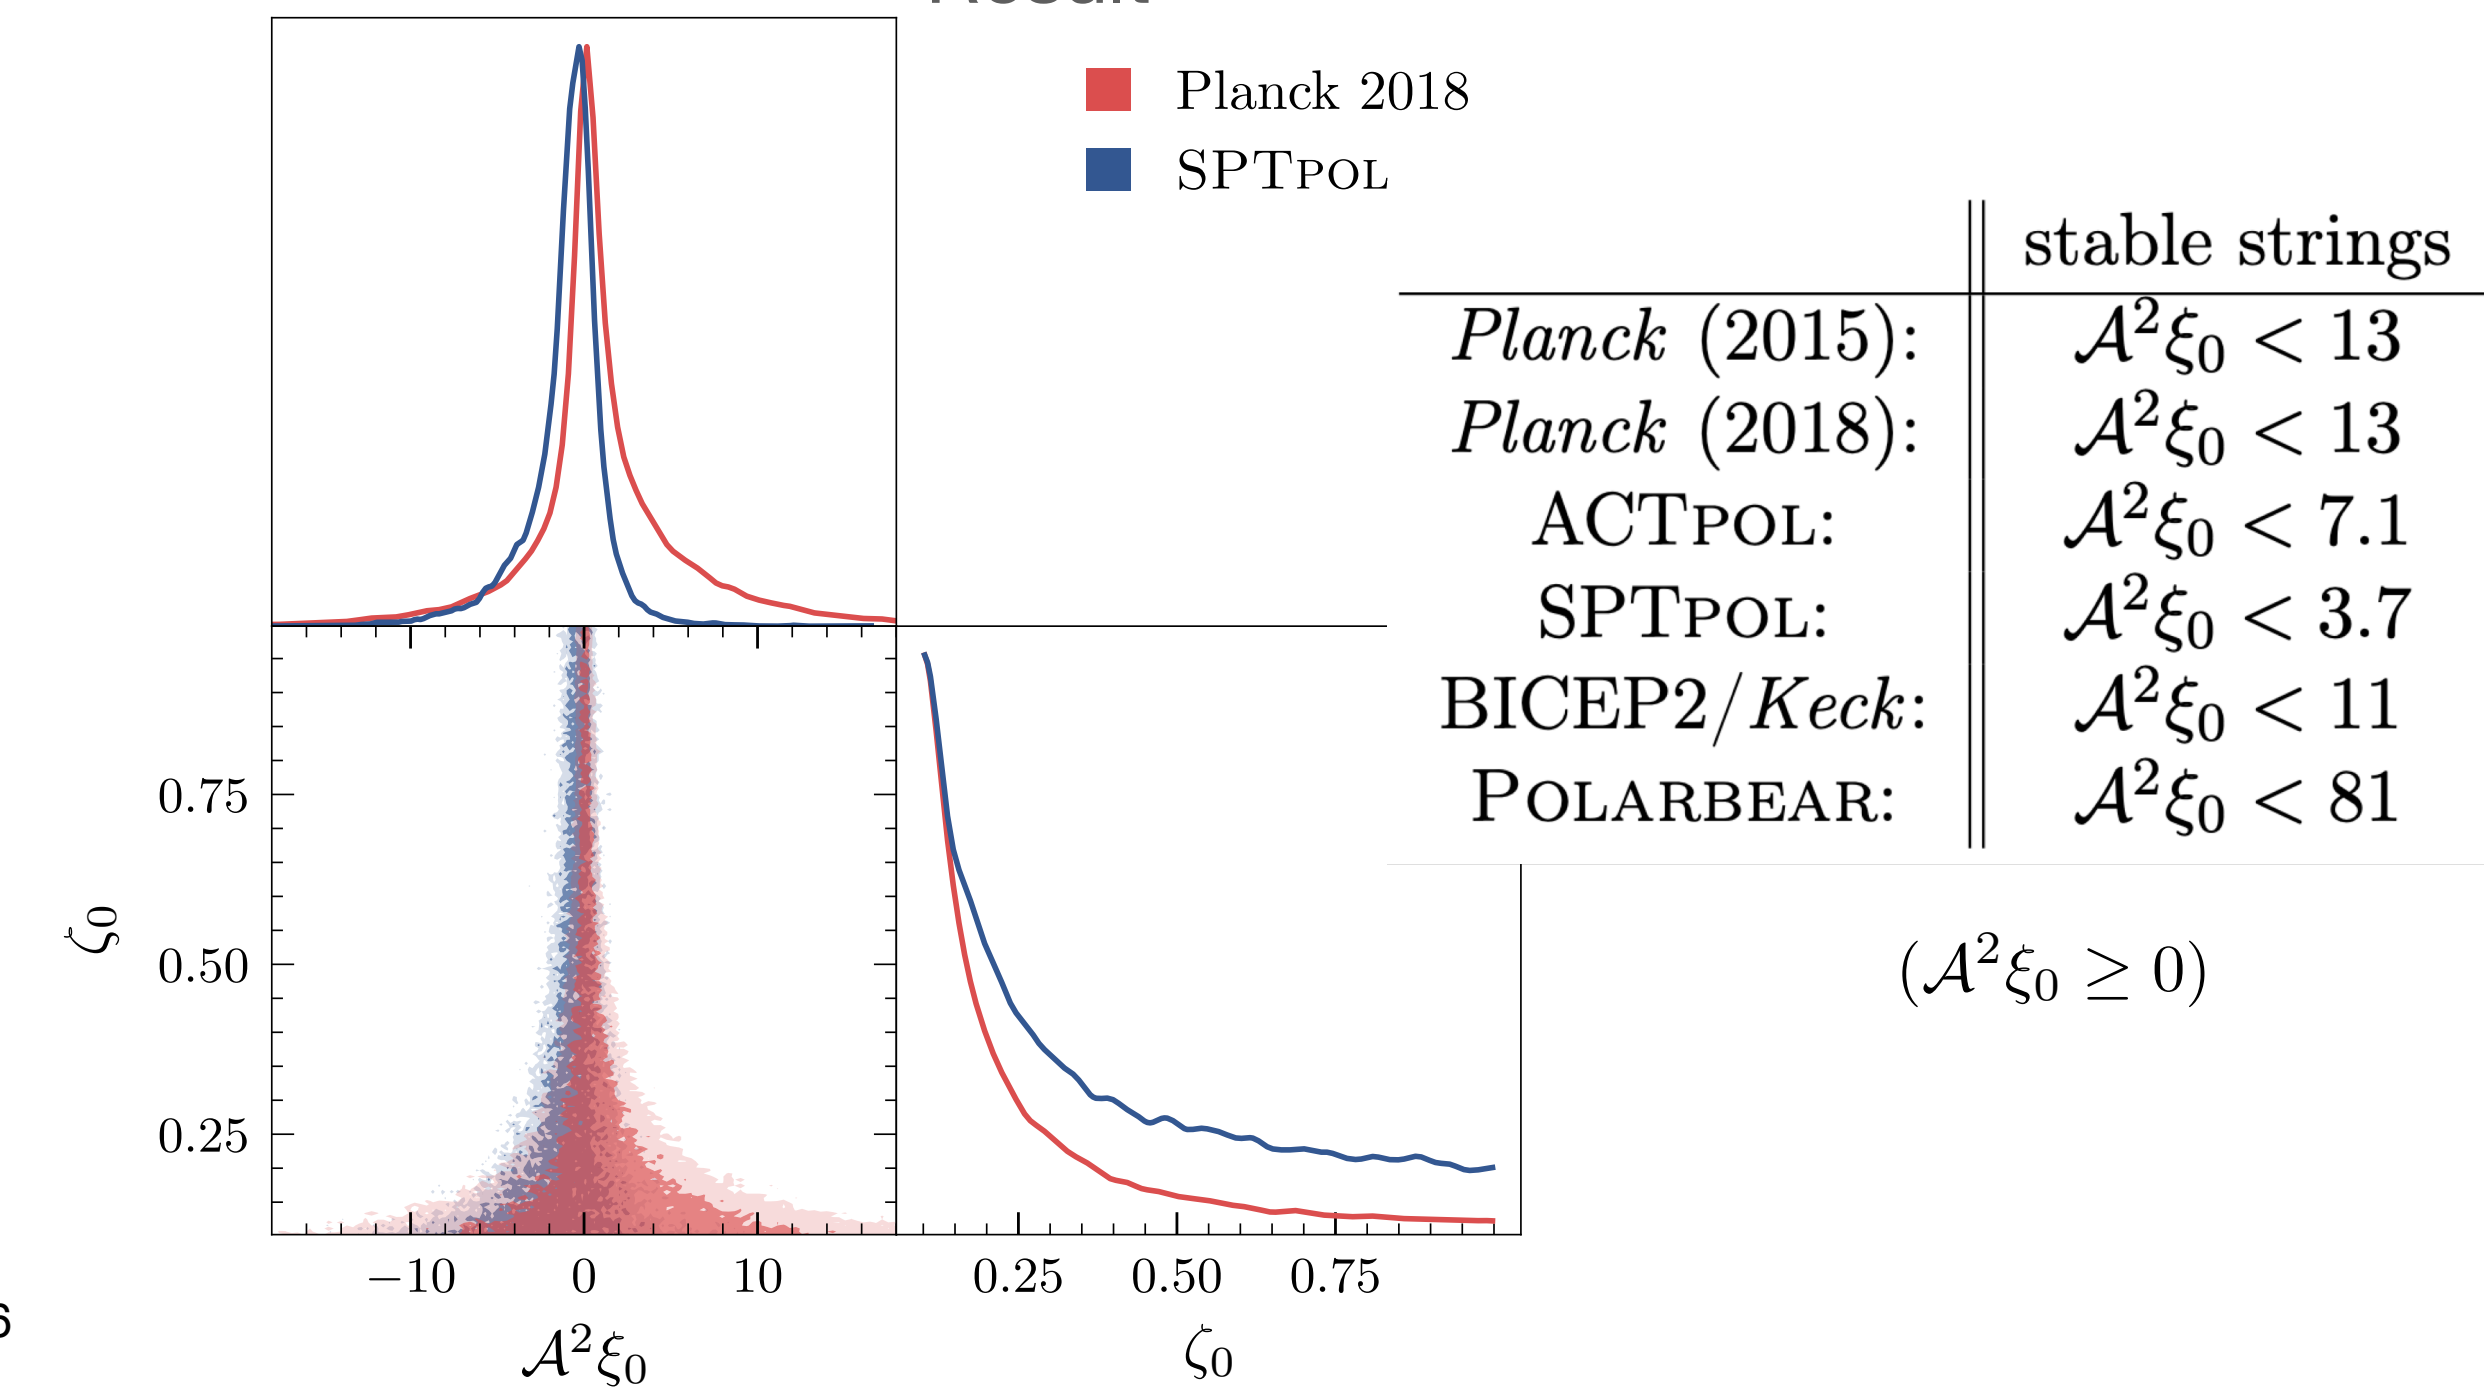 Result
Planck 2018
SPTPOL
stable strings
Planck (2015): 𝒜²ξ₀ < 13
Planck (2018): 𝒜²ξ₀ < 13
ACTPOL: 𝒜²ξ₀ < 7.1
SPTPOL: 𝒜²ξ₀ < 3.7
BICEP2/Keck: 𝒜²ξ₀ < 11
POLARBEAR: 𝒜²ξ₀ < 81
(𝒜²ξ₀ ≥ 0)
ζ₀
0.75
0.50
0.25
−10 0 10
0.25 0.50 0.75
𝒜²ξ₀
ζ₀